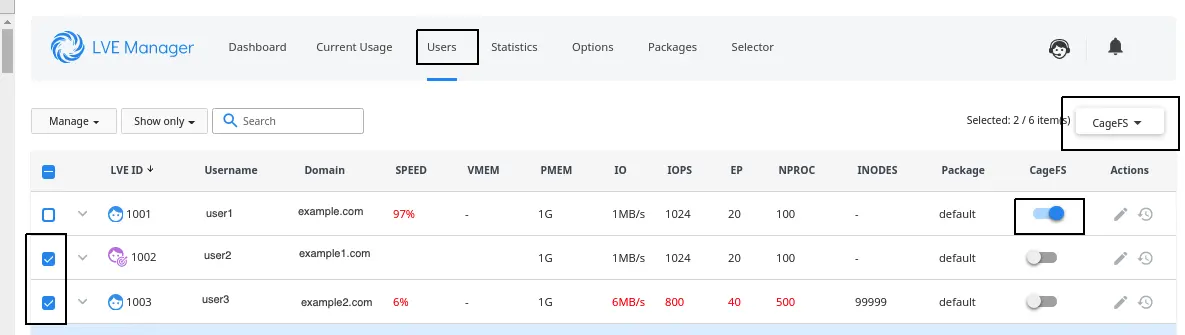 LVE Manager Dashboard Current Usage Users Statistics Options Packages Selector
Manage Show only Search Selected: 2 / 6 item(s) CageFS
LVE ID Username Domain SPEED VMEM PMEM IO IOPS EP NPROC INODES Package CageFS Actions
1001 user1 example.com 97% - 1G 1MB/s 1024 20 100 - default
1002 user2 example1.com 1G 1MB/s 1024 20 100 - default
1003 user3 example2.com 6% - 1G 6MB/s 800 40 500 99999 default